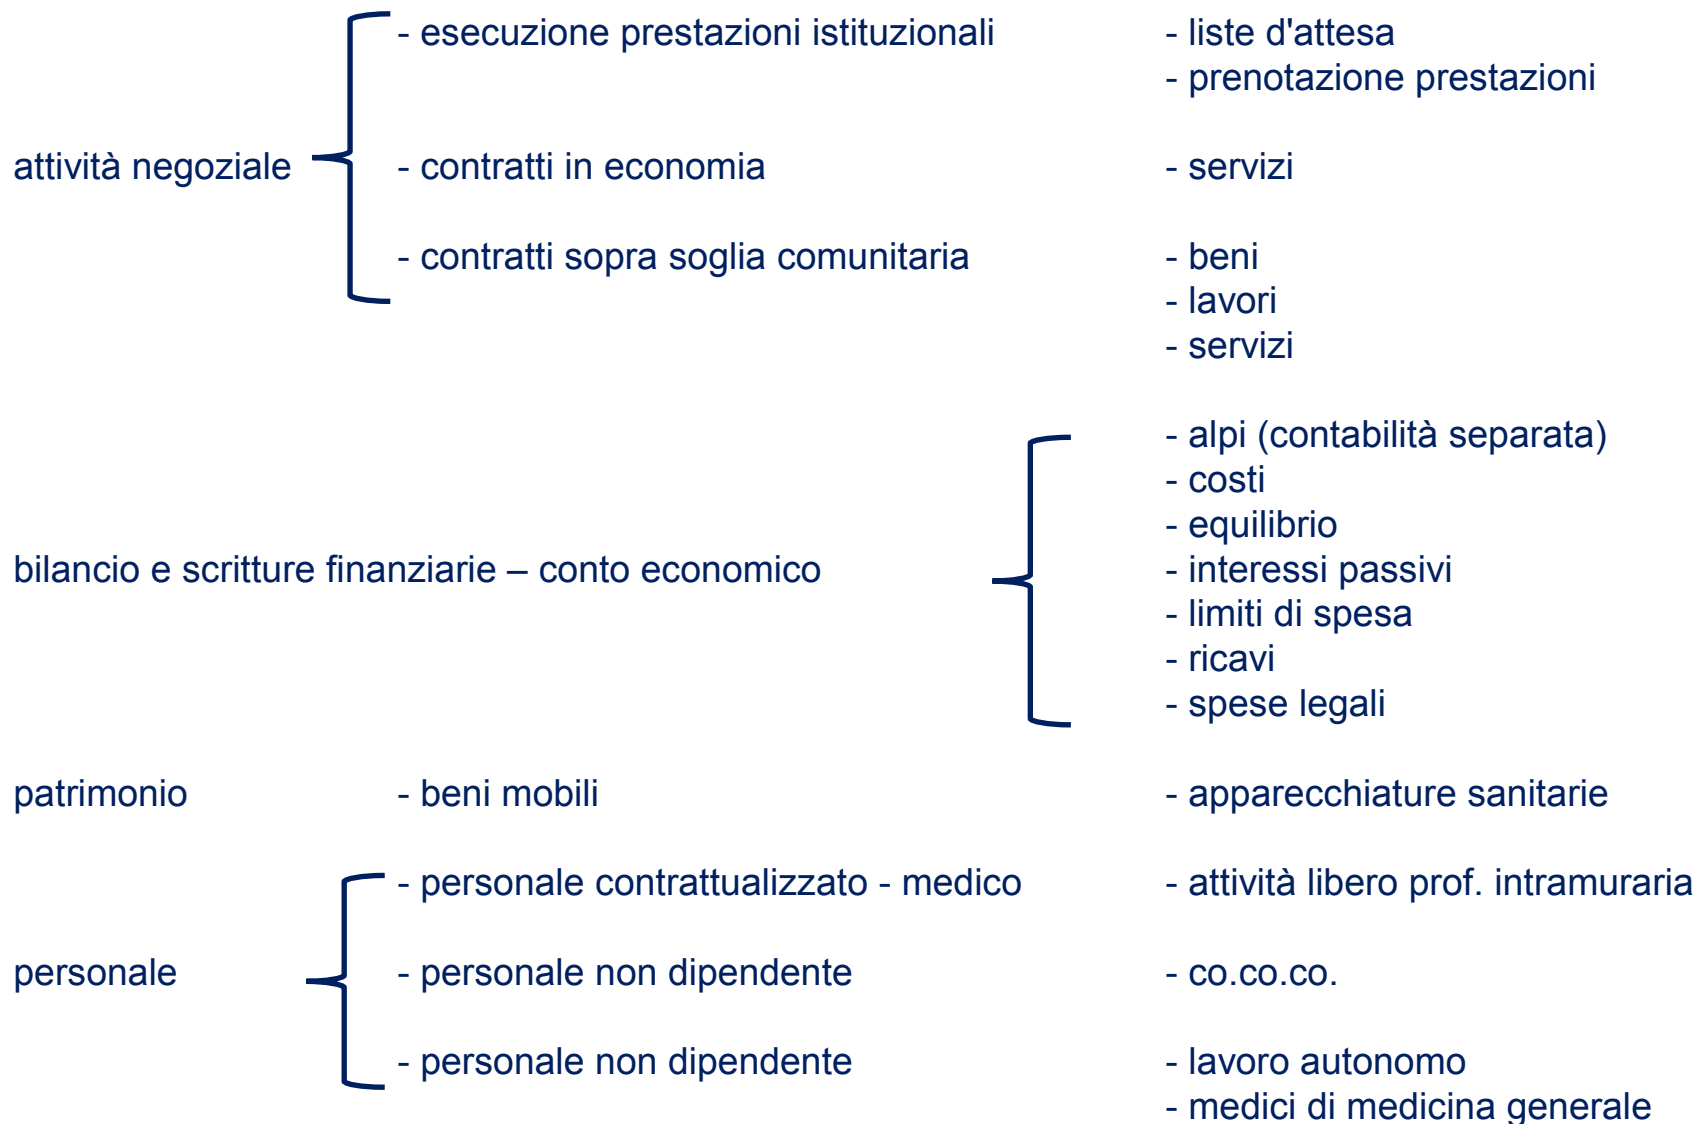 - esecuzione prestazioni istituzionali - liste d'attesa
- prenotazione prestazioni
attività negoziale - contratti in economia - servizi
- contratti sopra soglia comunitaria - beni
- lavori
- servizi
- alpi (contabilità separata)
- costi
- equilibrio
bilancio e scritture finanziarie – conto economico - interessi passivi
- limiti di spesa
- ricavi
- spese legali
patrimonio - beni mobili - apparecchiature sanitarie
- personale contrattualizzato - medico - attività libero prof. intramuraria
personale - personale non dipendente - co.co.co.
- personale non dipendente - lavoro autonomo
- medici di medicina generale